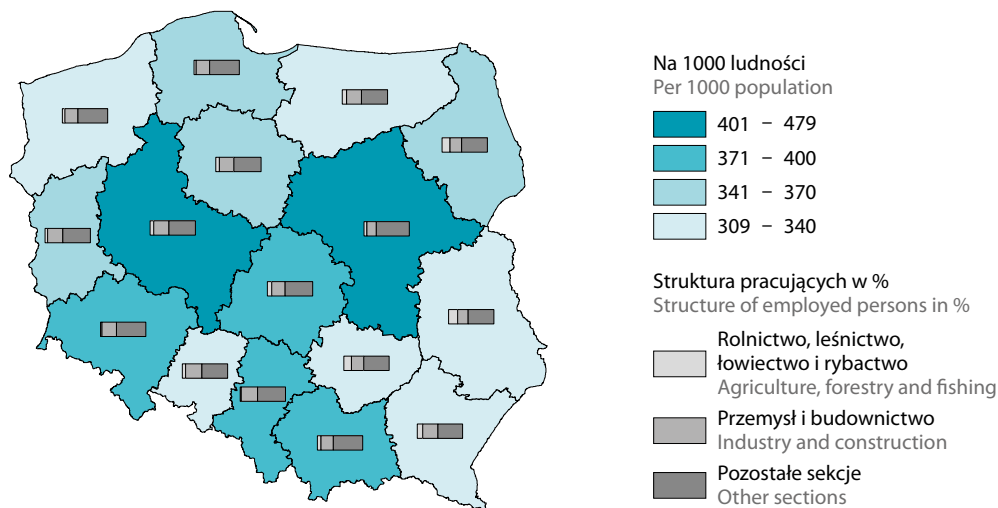 Na 1000 ludności
Per 1000 population
401 – 479
371 – 400
341 – 370
309 – 340
Struktura pracujących w %
Structure of employed persons in %
Rolnictwo, leśnictwo,
łowiectwo i rybactwo
Agriculture, forestry and fishing
Przemysł i budownictwo
Industry and construction
Pozostałe sekcje
Other sections